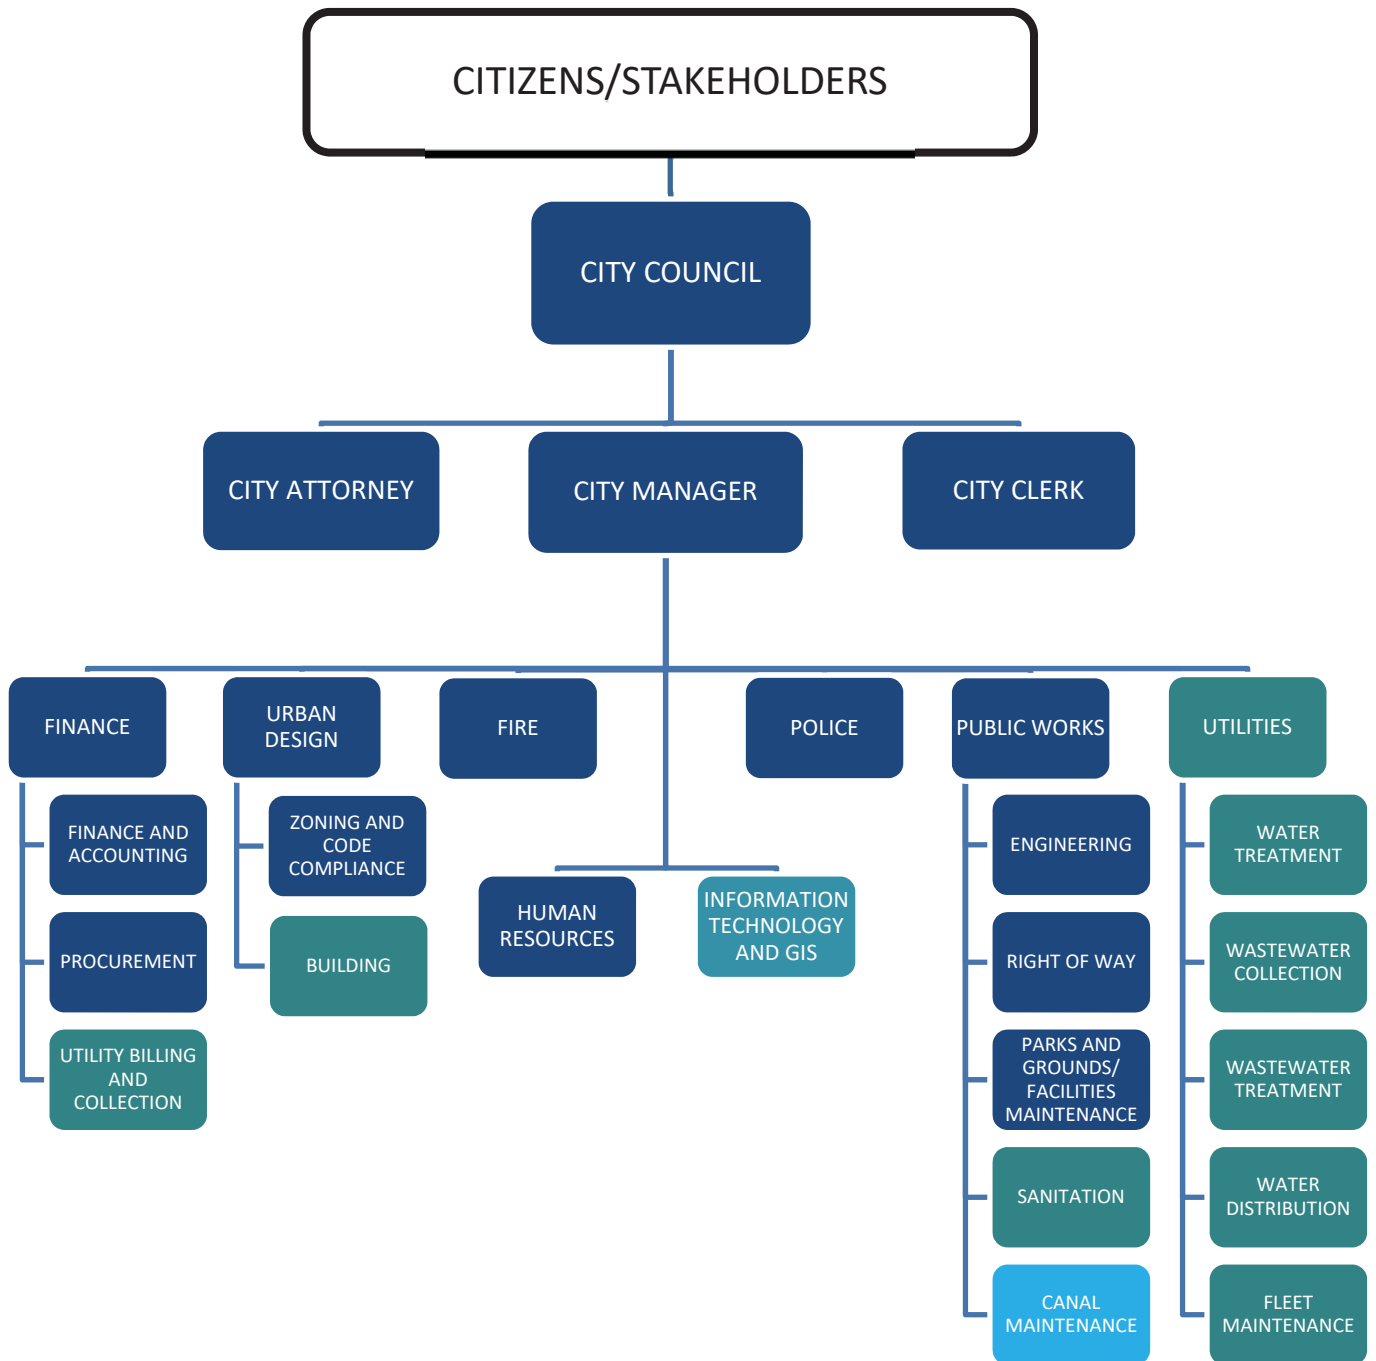 CITIZENS/STAKEHOLDERS
CITY COUNCIL
CITY ATTORNEY
CITY MANAGER
CITY CLERK
FINANCE
URBAN
DESIGN
FIRE
POLICE
PUBLIC WORKS
UTILITIES
FINANCE AND
ACCOUNTING
PROCUREMENT
UTILITY BILLING
AND
COLLECTION
ZONING AND
CODE
COMPLIANCE
BUILDING
HUMAN
RESOURCES
INFORMATION
TECHNOLOGY
AND GIS
ENGINEERING
RIGHT OF WAY
PARKS AND
GROUNDS/
FACILITIES
MAINTENANCE
SANITATION
CANAL
MAINTENANCE
WATER
TREATMENT
WASTEWATER
COLLECTION
WASTEWATER
TREATMENT
WATER
DISTRIBUTION
FLEET
MAINTENANCE